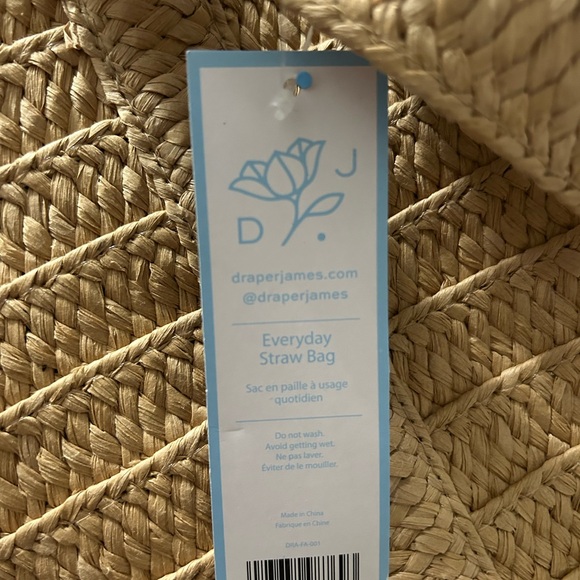 J
D
draperjames.com
@draperjames
Everyday
Straw Bag
Sac en paille à usage
quotidien
Do not wash.
Avoid getting wet.
Ne pas laver.
Éviter de le mouiller.
Made in China
Fabriqué en Chine